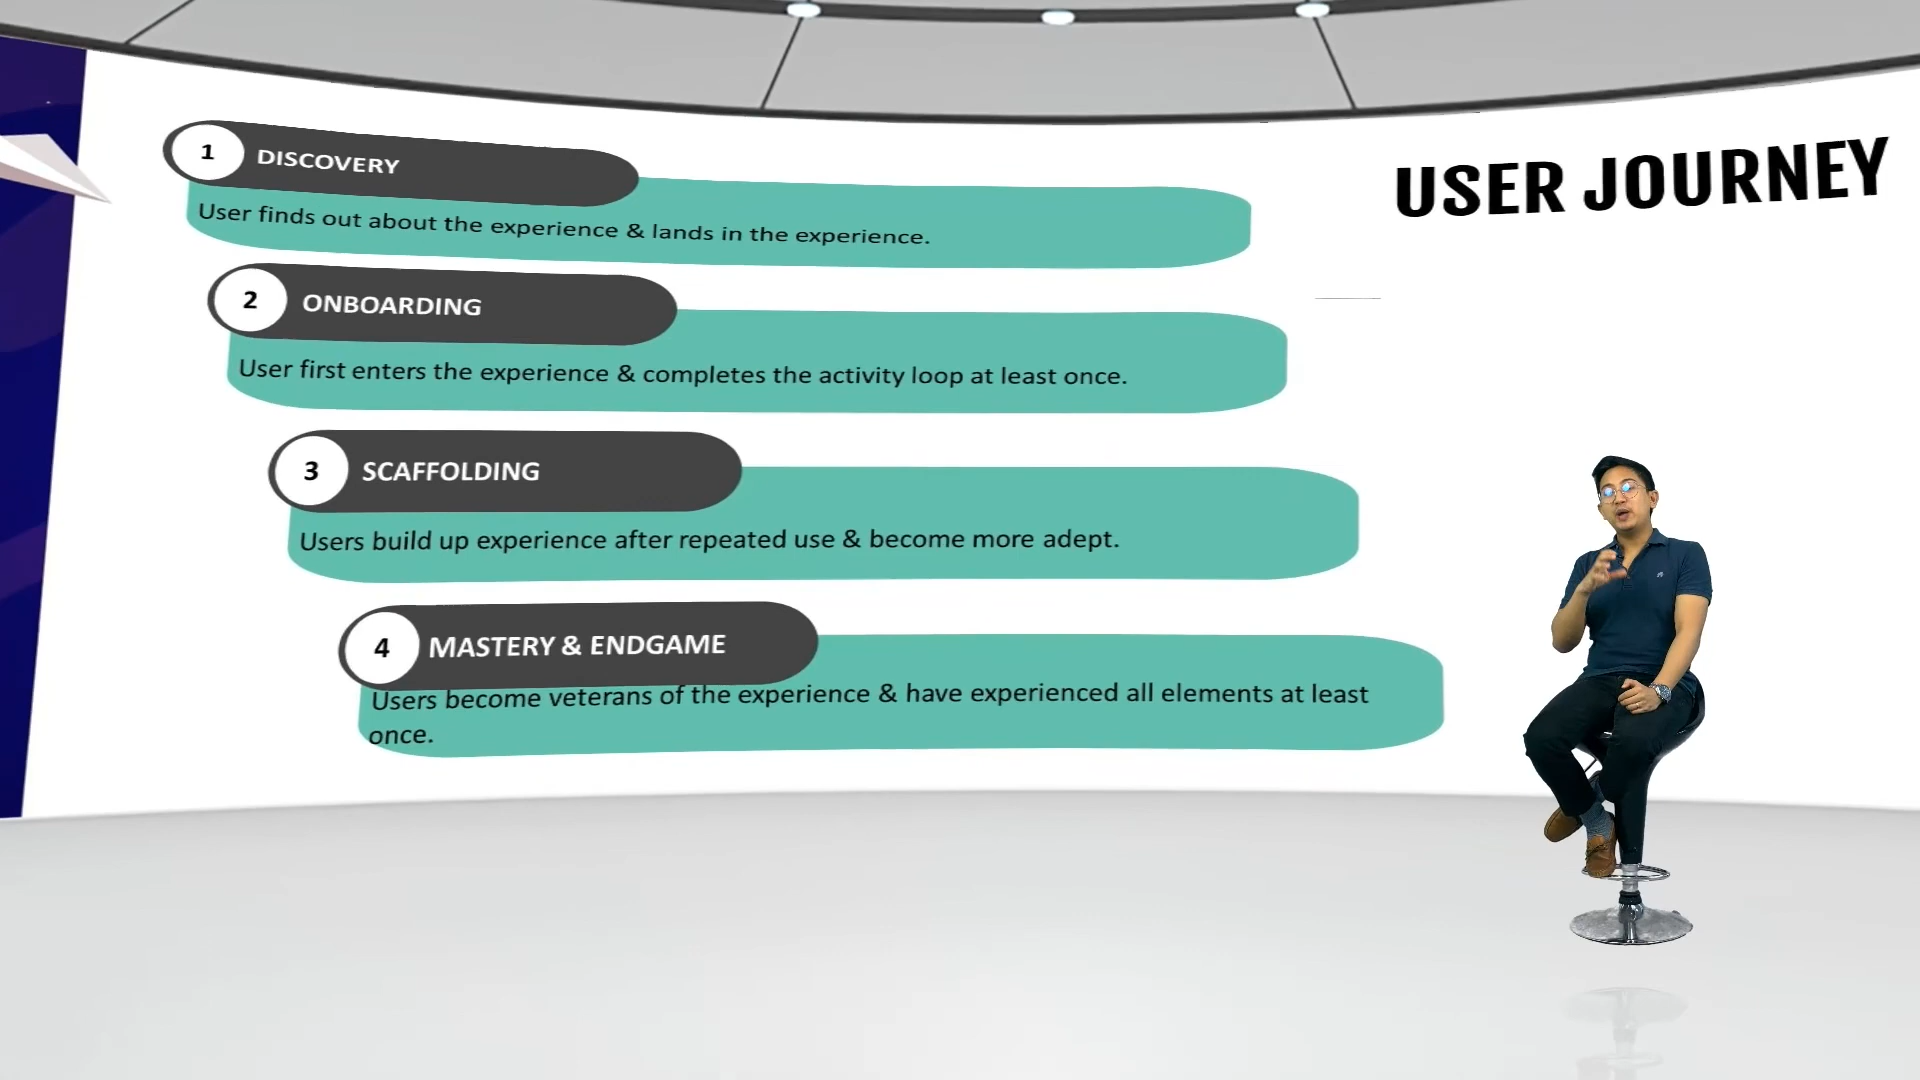 USER JOURNEY
1
DISCOVERY
User finds out about the experience & lands in the experience.
2
ONBOARDING
User first enters the experience & completes the activity loop at least once.
3
SCAFFOLDING
Users build up experience after repeated use & become more adept.
4
MASTERY & ENDGAME
Users become veterans of the experience & have experienced all elements at least
once.